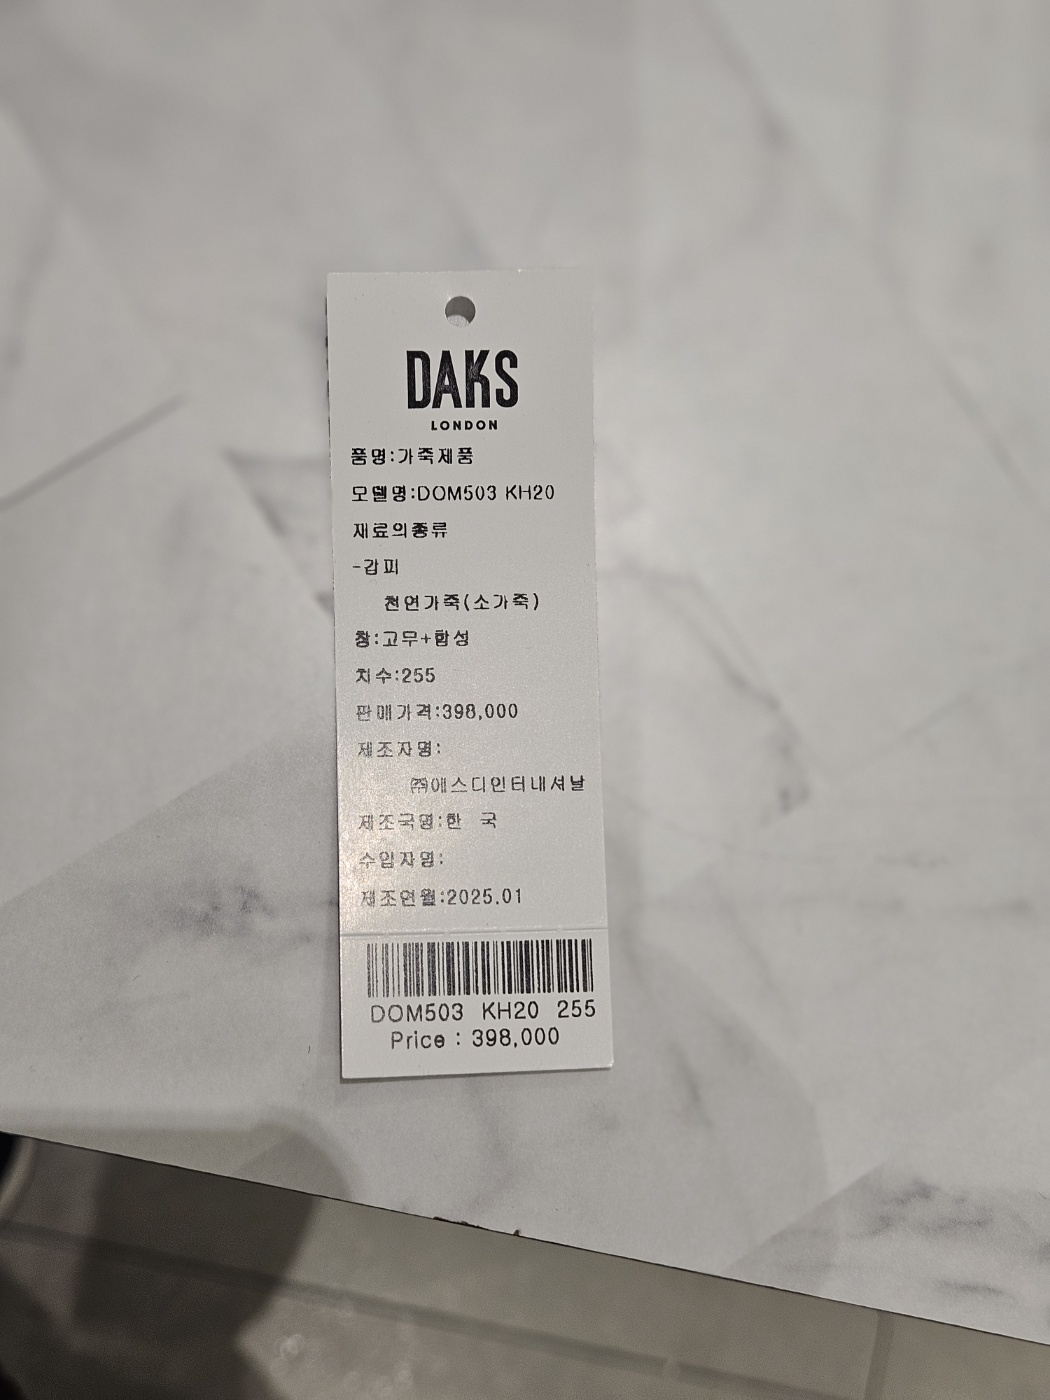 DAKS
LONDON
품명:가죽제품
모델명:DOM503 KH20
재료의종류
-갑피
천연가죽(소가죽)
창:고무+합성
치수:255
판매가격:398,000
제조자명:
㈜에스디인터내셔날
제조국명:한 국
수입자명:
제조연월:2025.01
DOM503 KH20 255
Price : 398,000